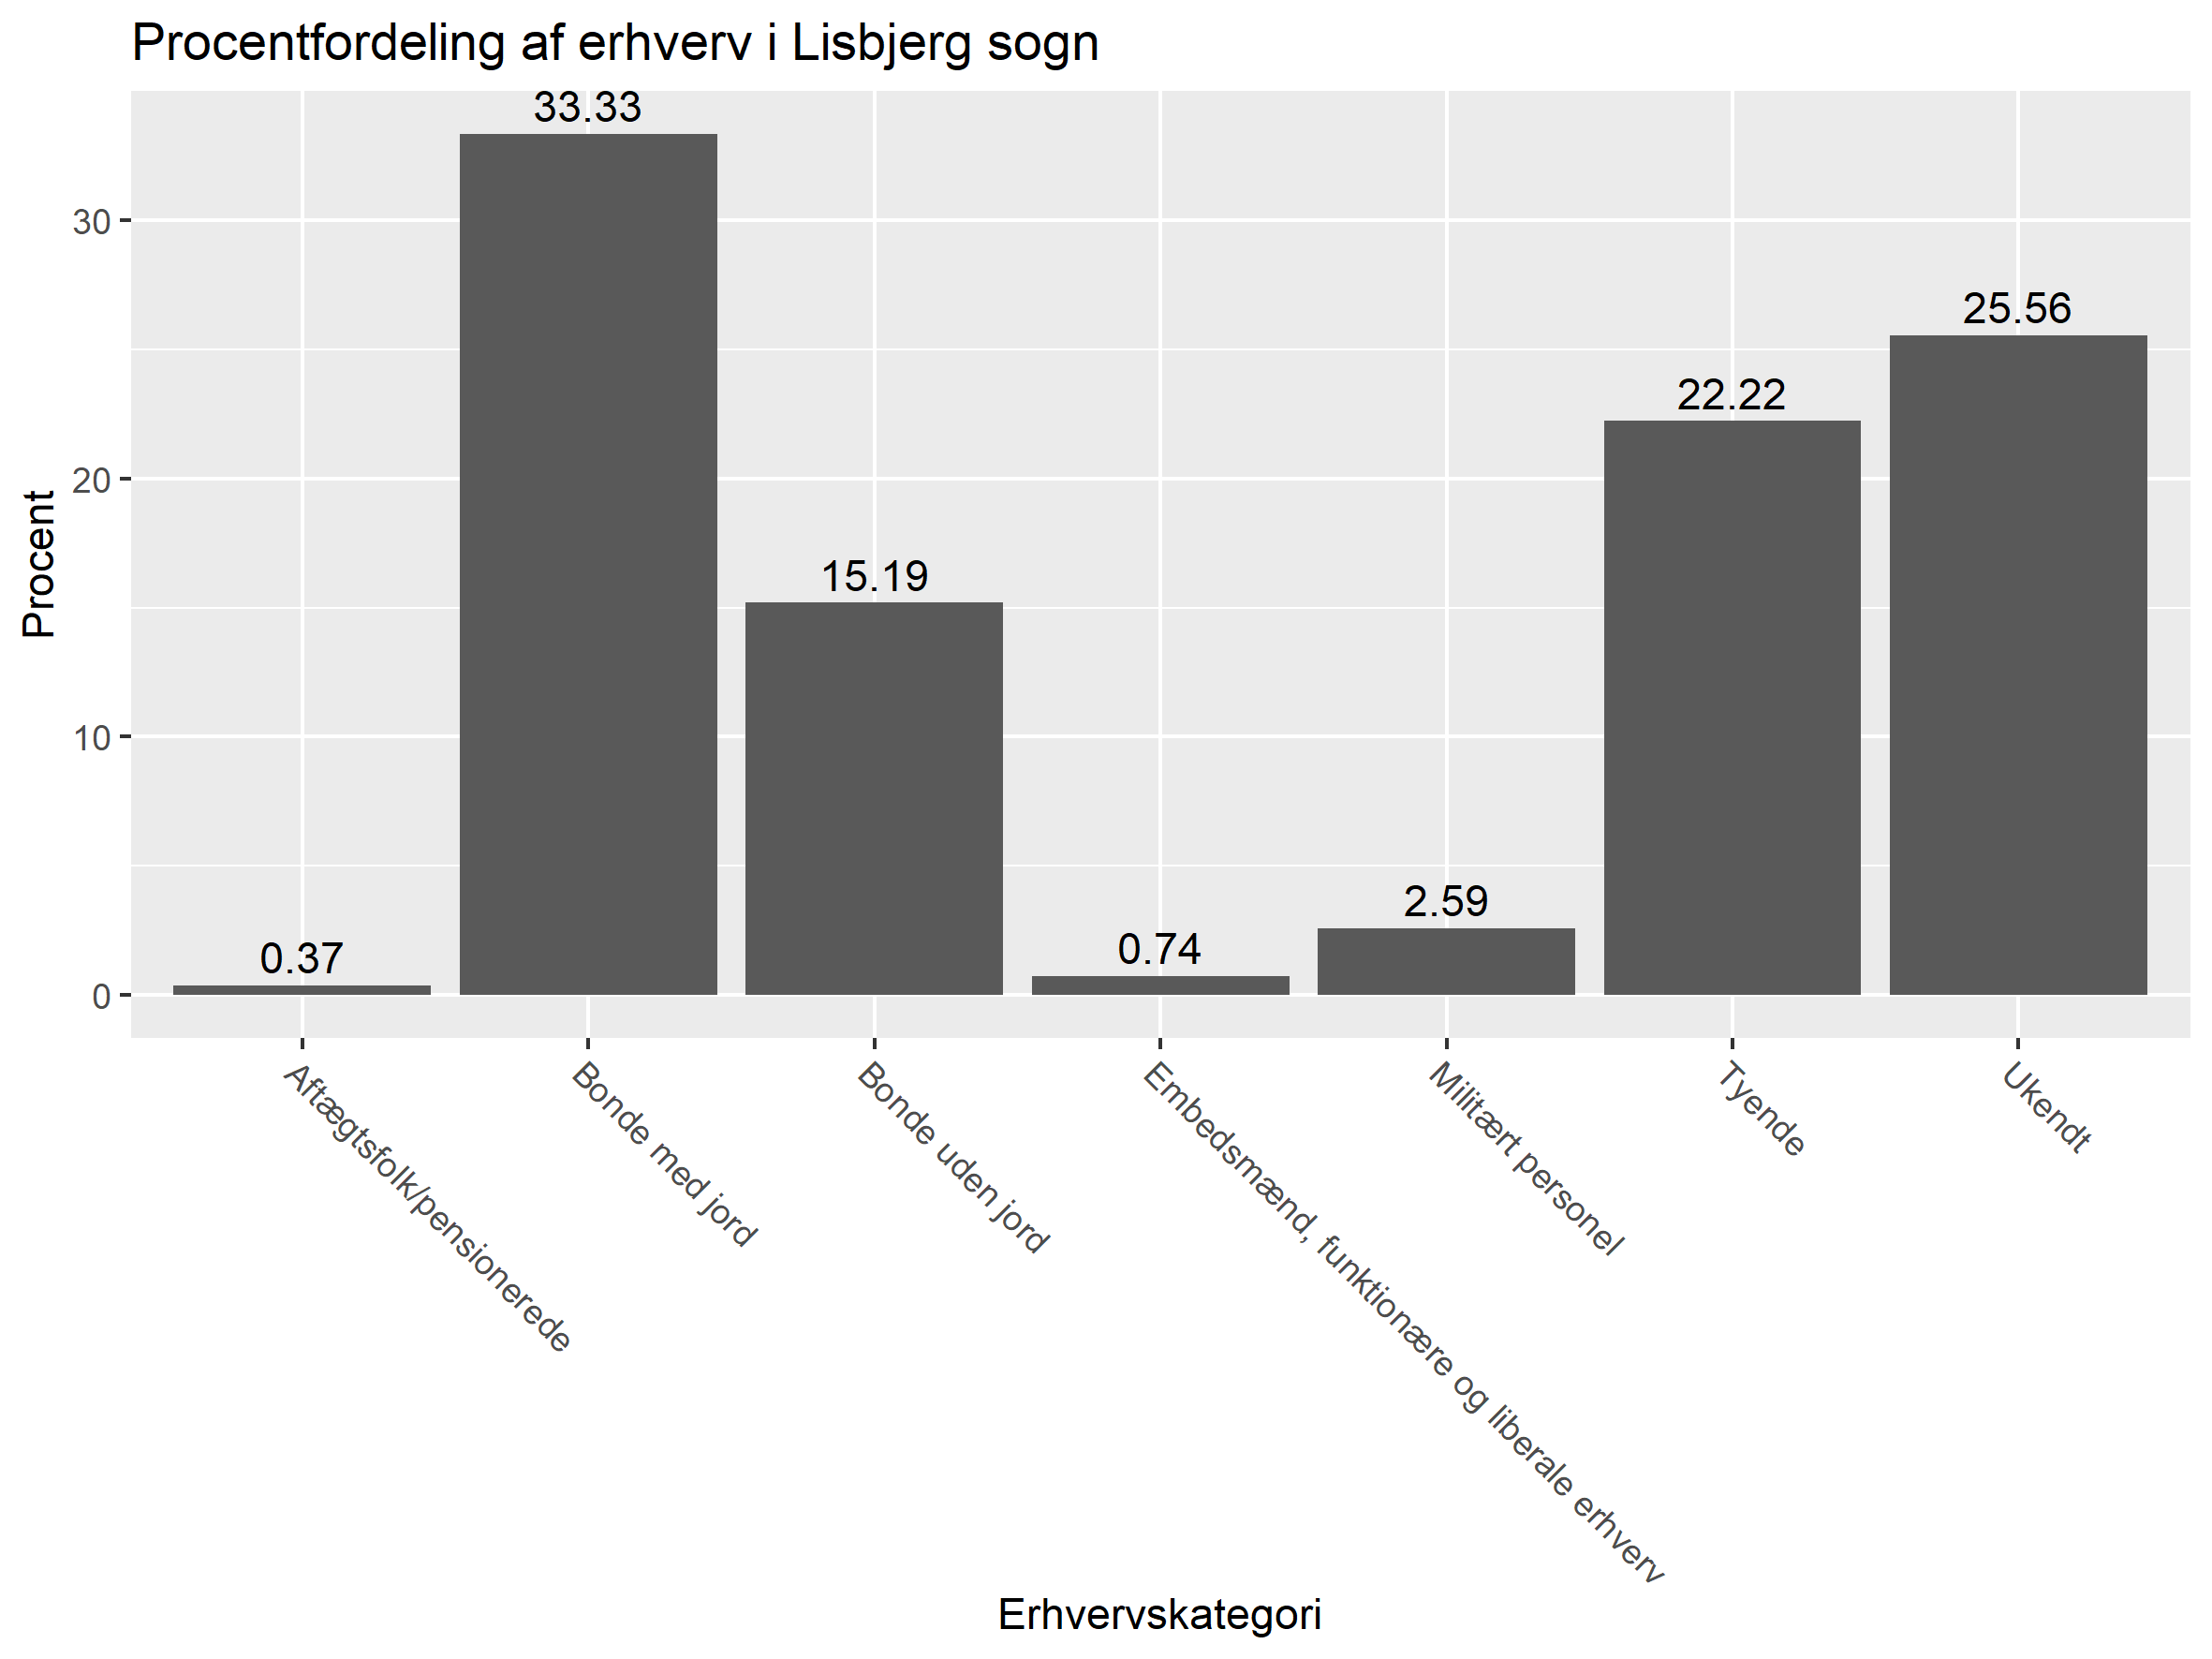 Procentfordeling af erhverv i Lisbjerg sogn
33.33
25.56
22.22
15.19
2.59
0.74
0.37
Procent
30
20
10
0
Aftægtsfolk/pensionerede
Bonde med jord
Bonde uden jord
Embedsmænd, funktionære og liberale erhverv
Militært personel
Tyende
Ukendt
Erhvervskategori